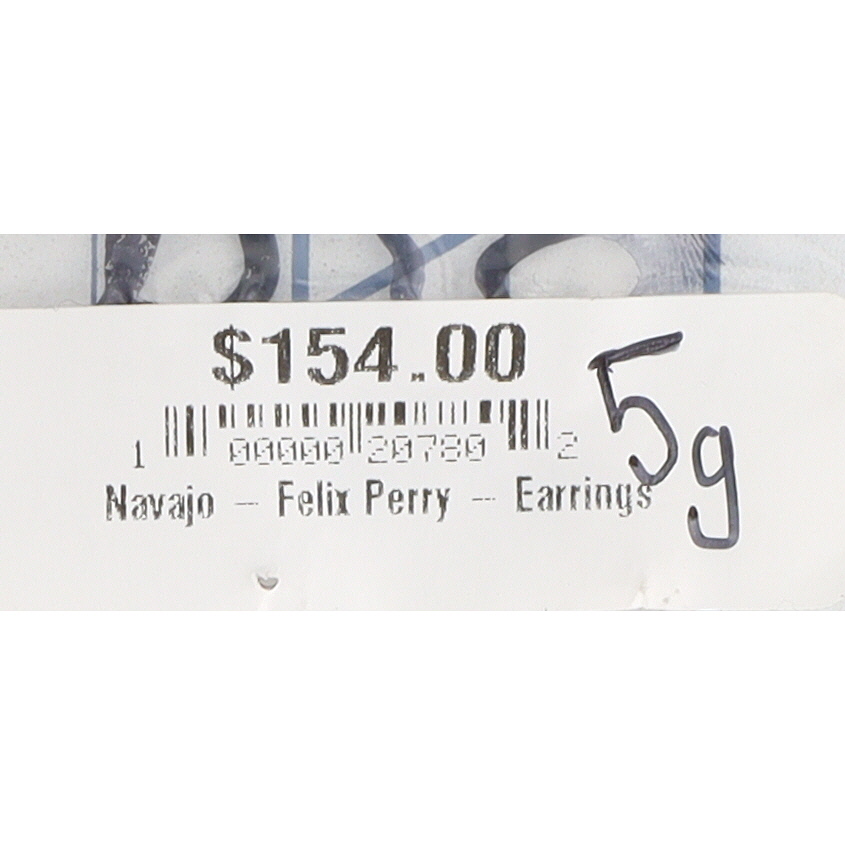 $154.00
1 00000 20780 2
Navajo - Felix Perry - Earrings
5g